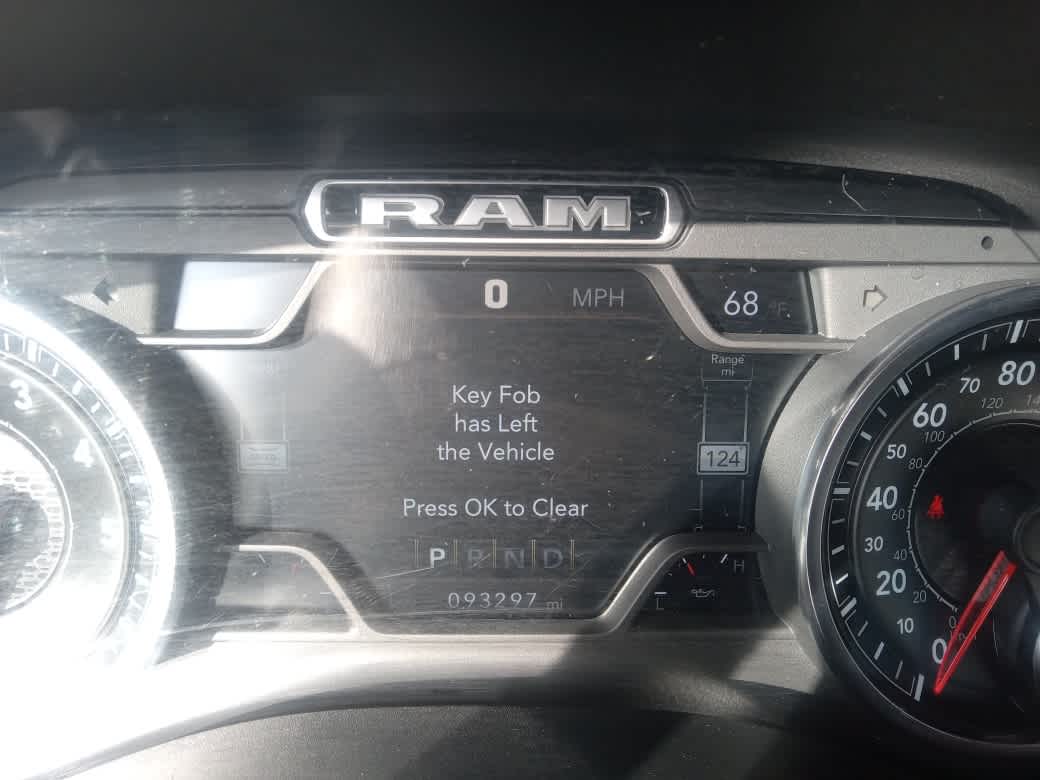 RAM
0 MPH
68 °F
Range
mi
Key Fob
has Left
the Vehicle
124
Press OK to Clear
P R N D
093297 mi
L H
3
4
0
10
20
30
40
50
60
70
80
0
20
40
60
80
100
120